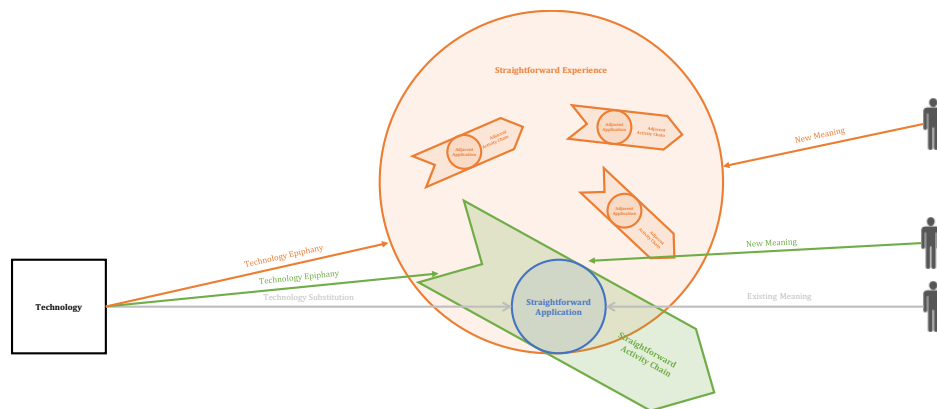 Straightforward Experience
Adjacent
Application
Adjacent
Activity Chain
Adjacent
Application
Adjacent
Activity Chain
New Meaning
Adjacent
Application
Adjacent
Activity Chain
Technology Epiphany
New Meaning
Technology Epiphany
Technology
Technology Substitution
Straightforward
Application
Existing Meaning
Straightforward
Activity Chain